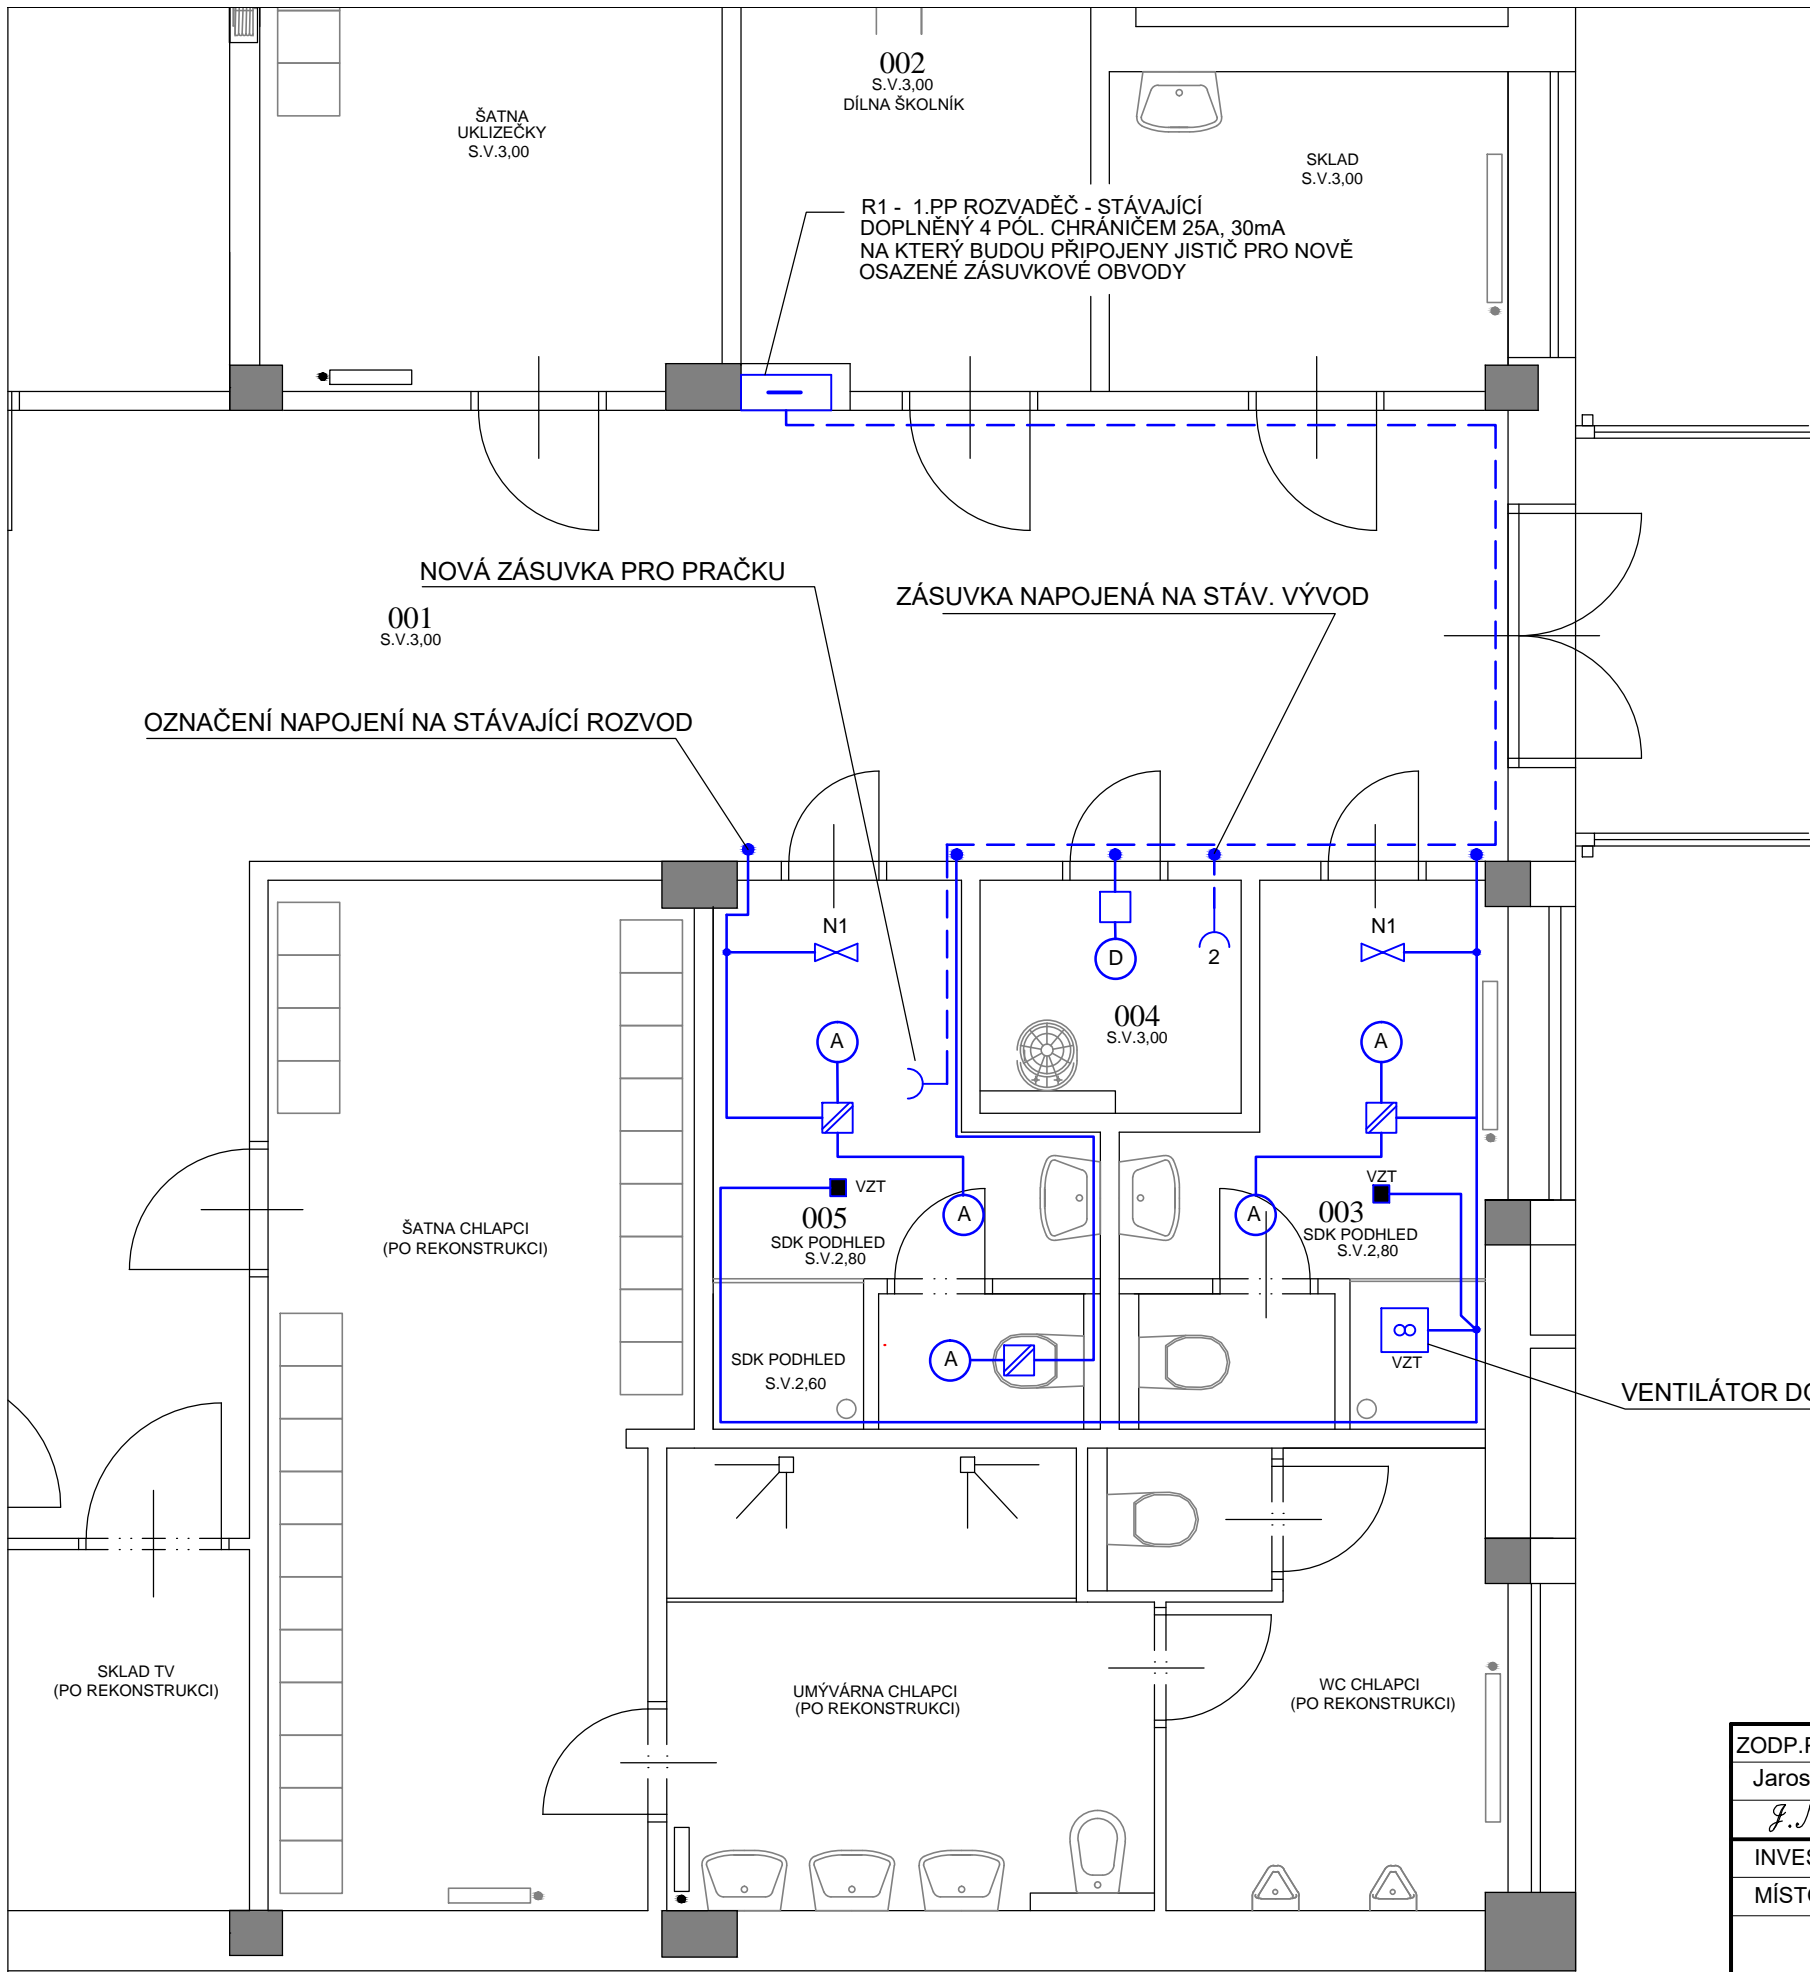 002
S.V.3,00
DÍLNA ŠKOLNÍK
ŠATNA
UKLIZEČKY
S.V.3,00
SKLAD
S.V.3,00
R1 - 1.PP ROZVADĚČ - STÁVAJÍCÍ
DOPLNĚNÝ 4 PÓL. CHRÁNIČEM 25A, 30mA
NA KTERÝ BUDOU PŘIPOJENY JISTIČ PRO NOVĚ
OSAZENÉ ZÁSUVKOVÉ OBVODY
NOVÁ ZÁSUVKA PRO PRAČKU
ZÁSUVKA NAPOJENÁ NA STÁV. VÝVOD
001
S.V.3,00
OZNAČENÍ NAPOJENÍ NA STÁVAJÍCÍ ROZVOD
N1
N1
D
2
004
S.V.3,00
A
A
VZT
VZT
005
SDK PODHLED
S.V.2,80
A
A
003
SDK PODHLED
S.V.2,80
ŠATNA CHLAPCI
(PO REKONSTRUKCI)
SDK PODHLED
S.V.2,60
A
VZT
VENTILÁTOR
SKLAD TV
(PO REKONSTRUKCI)
UMÝVÁRNA CHLAPCI
(PO REKONSTRUKCI)
WC CHLAPCI
(PO REKONSTRUKCI)
ZODP.
Jaros
J.
INVES
MÍSTO